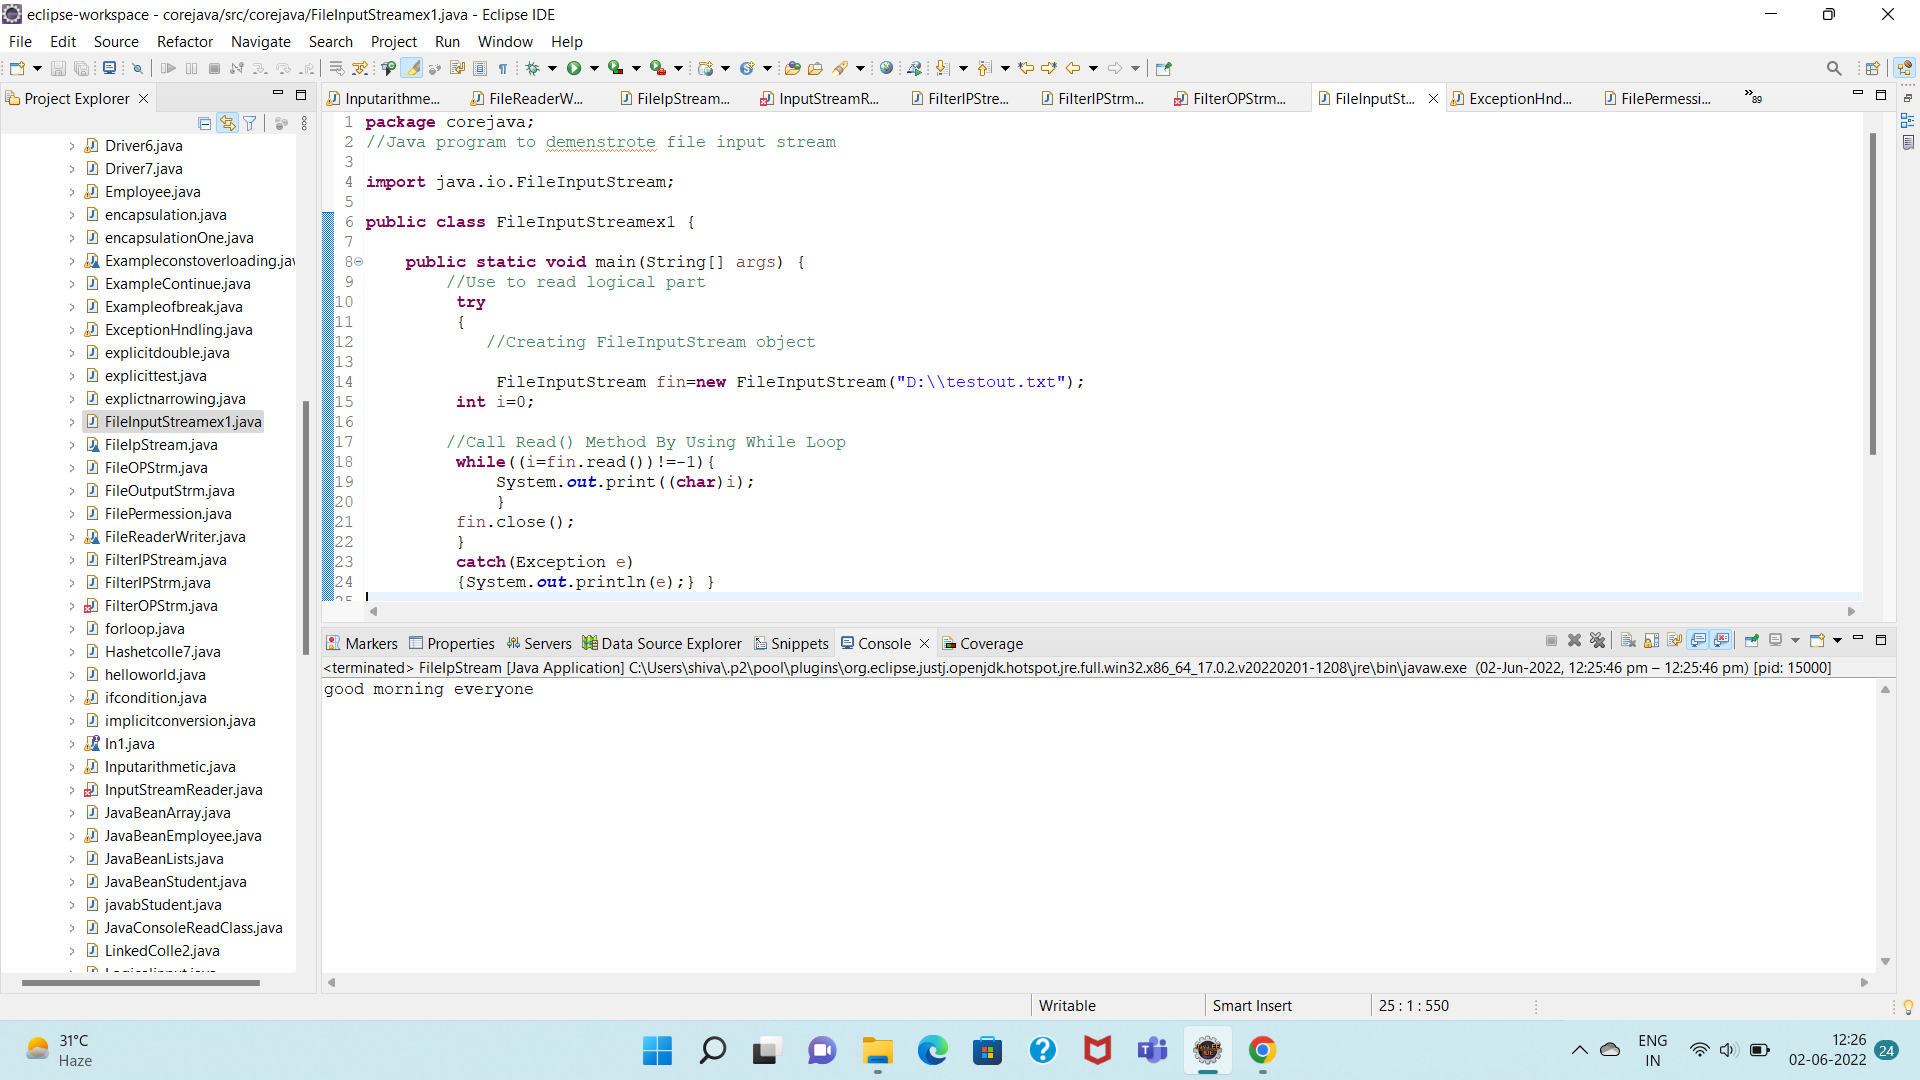 eclipse-workspace - corejava/src/corejava/FileInputStreamex1.java - Eclipse IDE
File Edit Source Refactor Navigate Search Project Run Window Help
Project Explorer
Inputarithme... FileReaderW... FileIpStream... InputStreamR... FilterIPStre... FilterIPStrm... FilterOPStrm... FileInputSt... ExceptionHnd... FilePermessi... »89
Driver6.java
Driver7.java
Employee.java
encapsulation.java
encapsulationOne.java
Exampleconstoverloading.jav
ExampleContinue.java
Exampleofbreak.java
ExceptionHndling.java
explicitdouble.java
explicittest.java
explictnarrowing.java
FileInputStreamex1.java
FileIpStream.java
FileOPStrm.java
FileOutputStrm.java
FilePermession.java
FileReaderWriter.java
FilterIPStream.java
FilterIPStrm.java
FilterOPStrm.java
forloop.java
Hashetcolle7.java
helloworld.java
ifcondition.java
implicitconversion.java
In1.java
Inputarithmetic.java
InputStreamReader.java
JavaBeanArray.java
JavaBeanEmployee.java
JavaBeanLists.java
JavaBeanStudent.java
javabStudent.java
JavaConsoleReadClass.java
LinkedColle2.java
1 package corejava;
2 //Java program to demenstrote file input stream
3
4 import java.io.FileInputStream;
5
6 public class FileInputStreamex1 {
7
8 public static void main(String[] args) {
9 //Use to read logical part
10 try
11 {
12 //Creating FileInputStream object
13
14 FileInputStream fin=new FileInputStream("D:\\testout.txt");
15 int i=0;
16
17 //Call Read() Method By Using While Loop
18 while((i=fin.read())!=-1){
19 System.out.print((char)i);
20 }
21 fin.close();
22 }
23 catch(Exception e)
24 {System.out.println(e);} }
25
Markers Properties Servers Data Source Explorer Snippets Console Coverage
<terminated> FileIpStream [Java Application] C:\Users\shiva\.p2\pool\plugins\org.eclipse.justj.openjdk.hotspot.jre.full.win32.x86_64_17.0.2.v20220201-1208\jre\bin\javaw.exe (02-Jun-2022, 12:25:46 pm – 12:25:46 pm) [pid: 15000]
good morning everyone
Writable Smart Insert 25 : 1 : 550
31°C
Haze
ENG
IN
12:26
02-06-2022
24